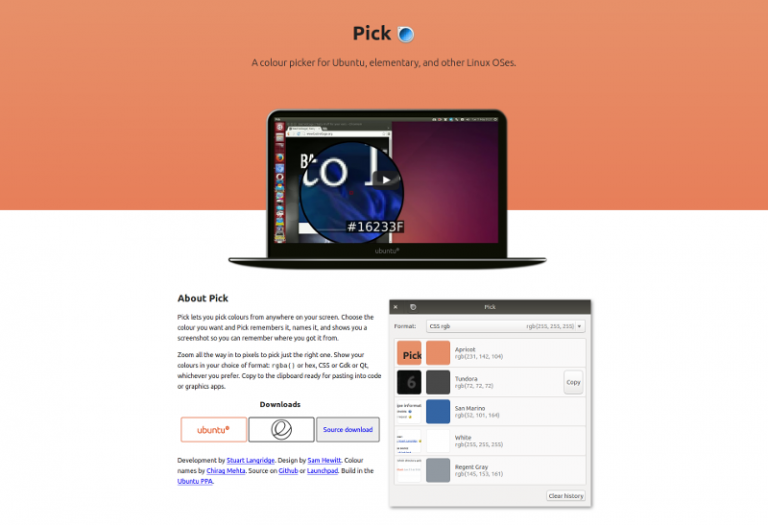 Pick
A colour picker for Ubuntu, elementary, and other Linux OSes.
#16233F
ubuntu
About Pick
Pick lets you pick colours from anywhere on your screen. Choose the
colour you want and Pick remembers it, names it, and shows you a
screenshot so you can remember where you got it from.
Zoom all the way in to pixels to pick just the right one. Show your
colours in your choice of format: rgba() or hex, CSS or Gdk or Qt,
whichever you prefer. Copy to the clipboard ready for pasting into code
or graphics apps.
Downloads
ubuntu
Source download
Development by Stuart Langridge. Design by Sam Hewitt. Colour
names by Chirag Mehta. Source on Github or Launchpad. Build in the
Ubuntu PPA.
Pick
Format:
CSS rgb
rgb(255, 255, 255)
Pick
Apricot
rgb(231, 142, 104)
6
Tundora
rgb(72, 72, 72)
Copy
San Marino
rgb(52, 101, 164)
White
rgb(255, 255, 255)
Regent Gray
rgb(145, 153, 161)
Clear history